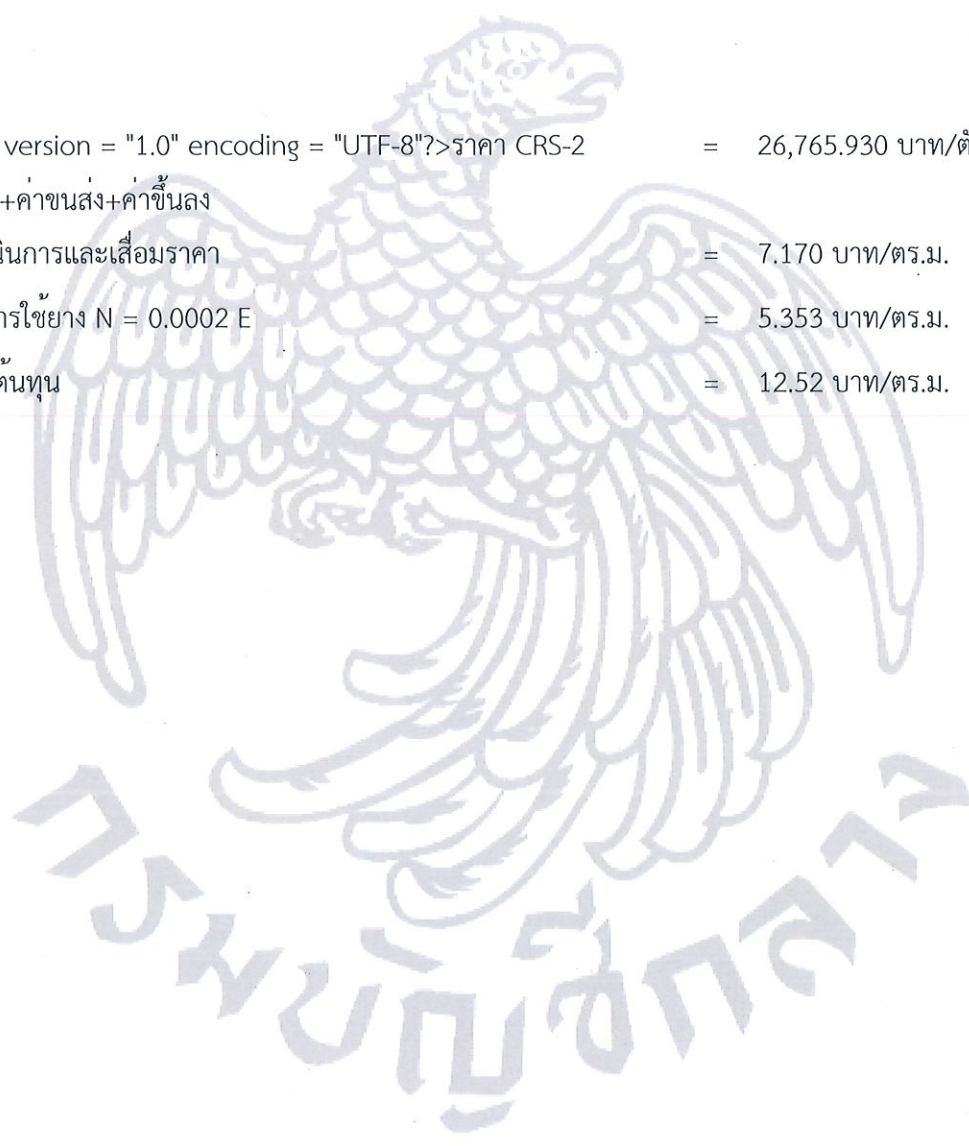 version = "1.0" encoding = "UTF-8"?>ราคา CRS-2 = 26,765.930 บาท/ตั
+ค่าขนส่ง+ค่าขึ้นลง
นินการและเสื่อมราคา = 7.170 บาท/ตร.ม.
ารใช้ยาง N = 0.0002 E = 5.353 บาท/ตร.ม.
ต้นทุน = 12.52 บาท/ตร.ม.
กรมบัญชีกลาง